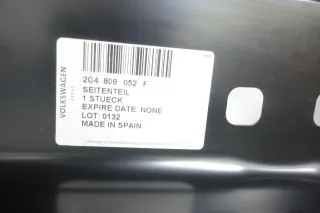 VOLKSWAGEN
2G4 809 052 F
SEITENTEIL
1 STUECK
EXPIRE DATE: NONE
LOT: 0132
MADE IN SPAIN